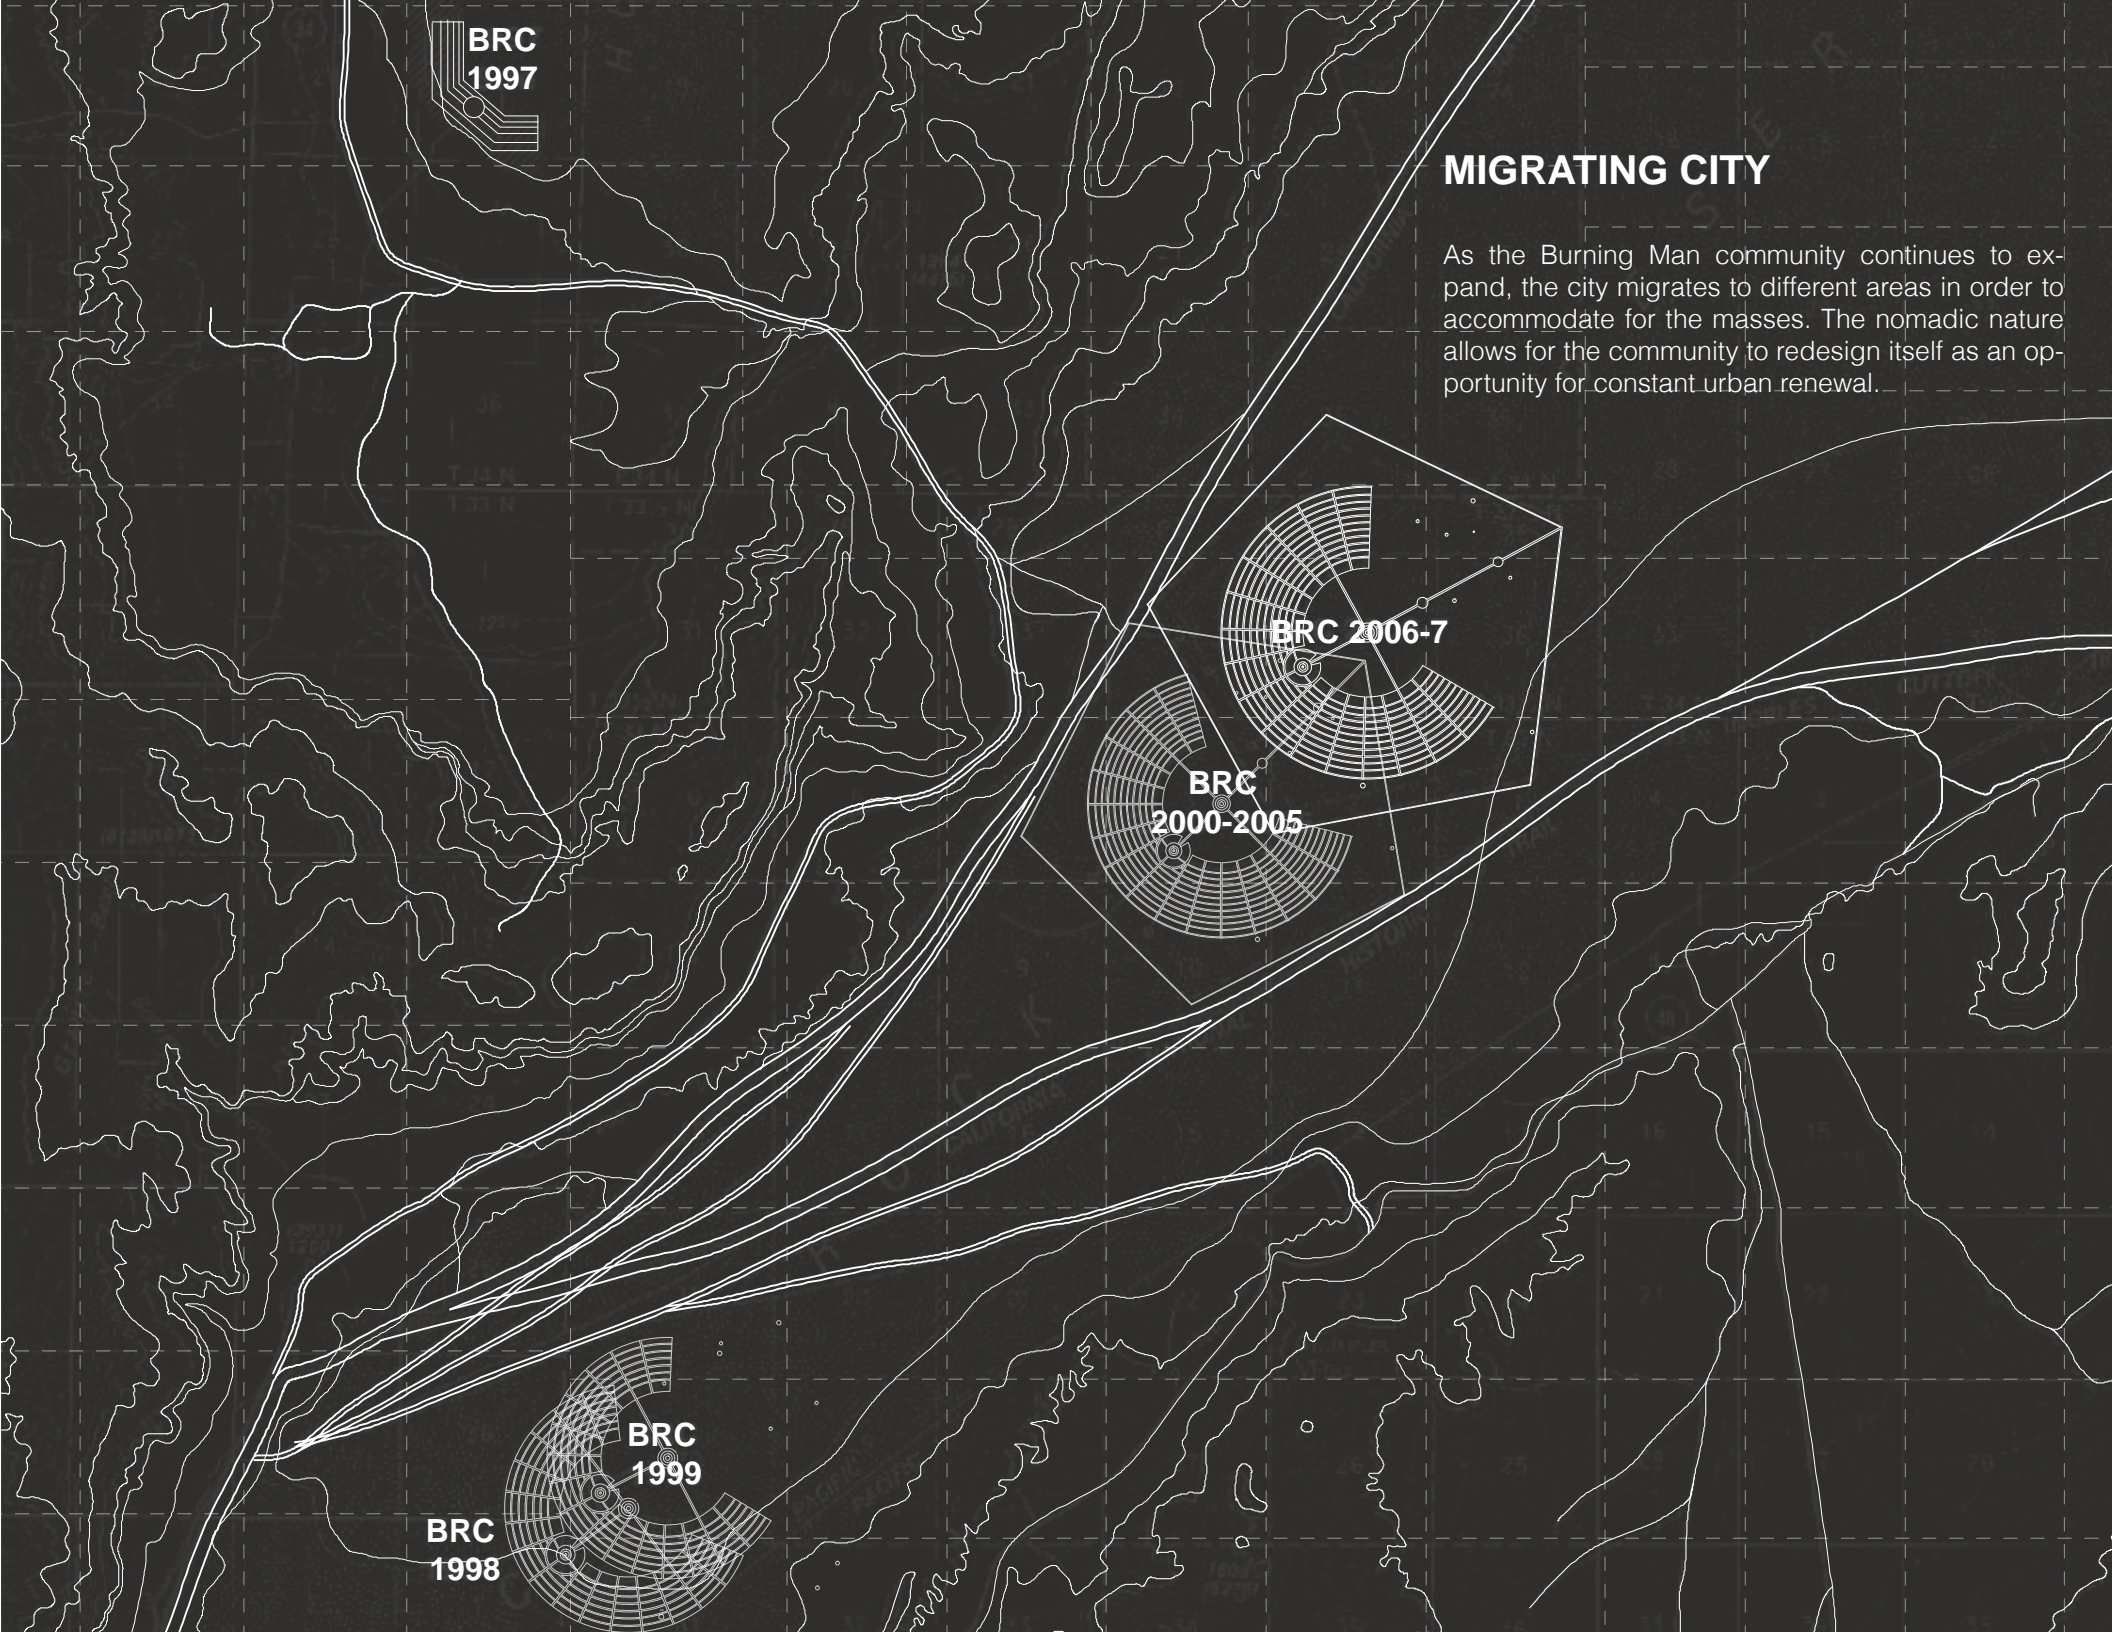 BRC
1997
MIGRATING CITY
As the Burning Man community continues to ex-
pand, the city migrates to different areas in order to
accommodate for the masses. The nomadic nature
allows for the community to redesign itself as an op-
portunity for constant urban renewal.
BRC 2006-7
BRC
2000-2005
BRC
1999
BRC
1998